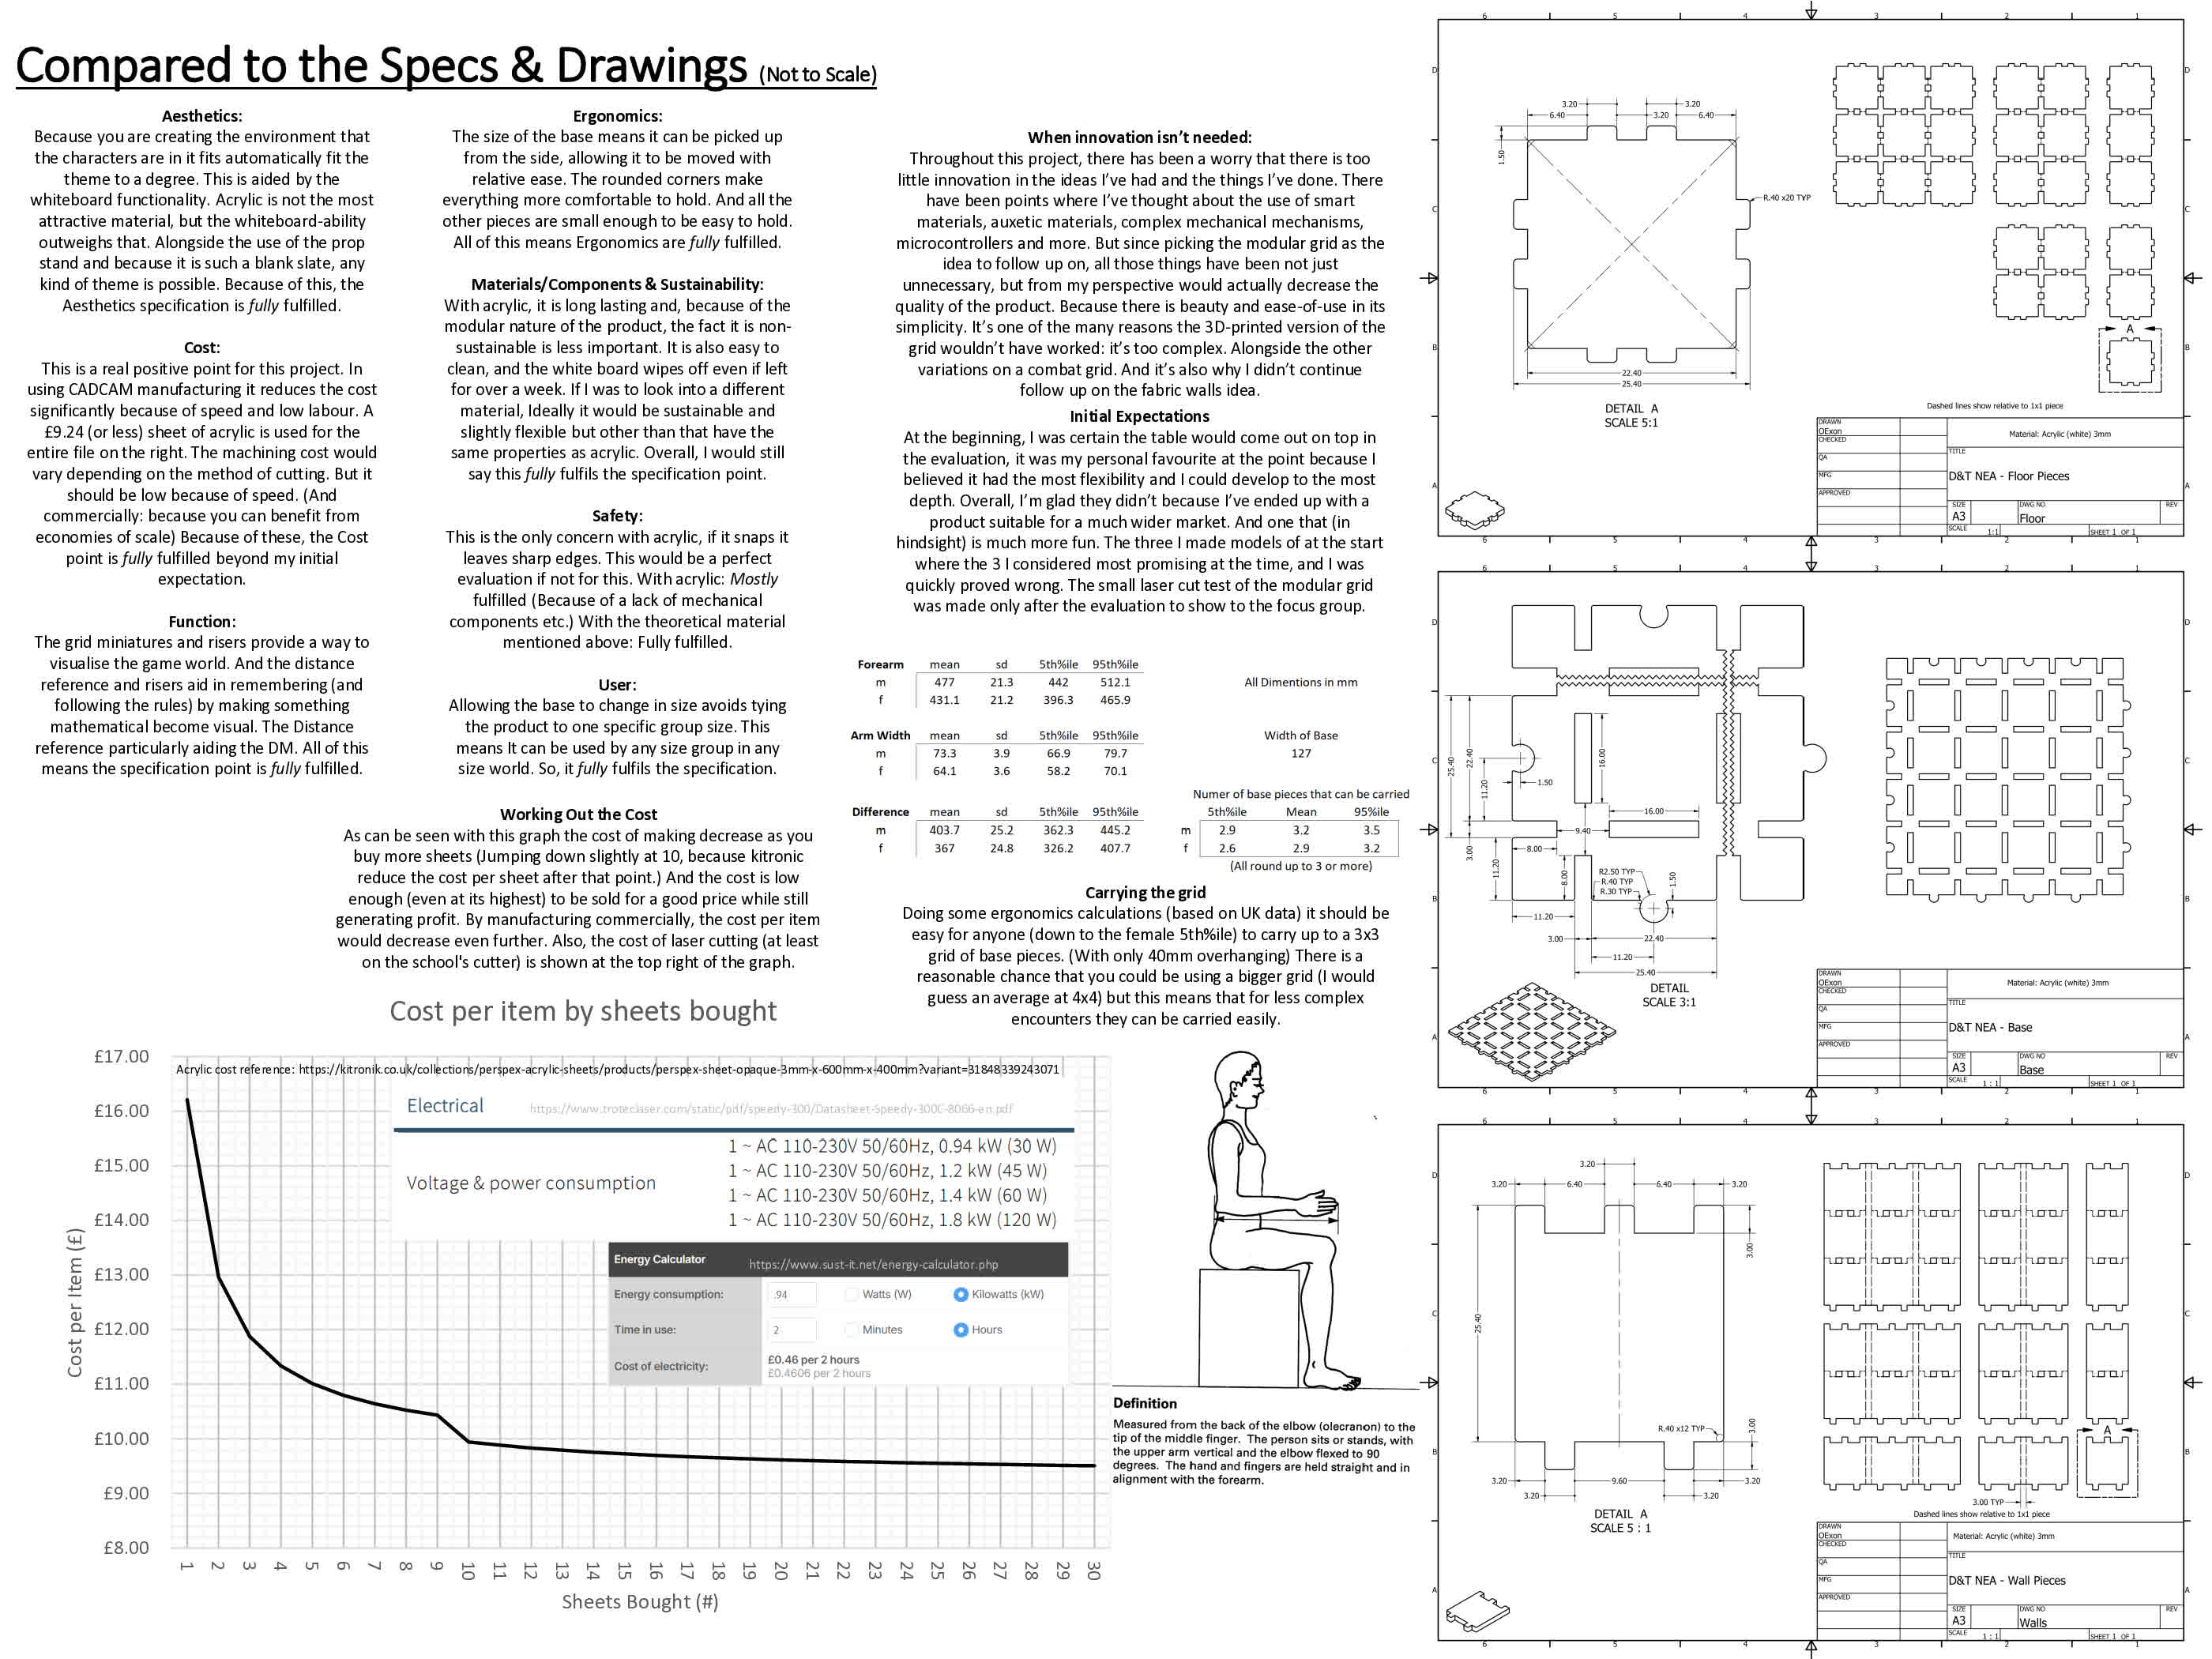 Compared to the Specs & Drawings (Not to Scale)
Aesthetics:
Because you are creating the environment that
the characters are in it fits automatically fit the
theme to a degree. This is aided by the
whiteboard functionality. Acrylic is not the most
attractive material, but the whiteboard-ability
outweighs that. Alongside the use of the prop
stand and because it is such a blank slate, any
kind of theme is possible. Because of this, the
Aesthetics specification is fully fulfilled.
Cost:
This is a real positive point for this project. In
using CADCAM manufacturing it reduces the cost
significantly because of speed and low labour. A
£9.24 (or less) sheet of acrylic is used for the
entire file on the right. The machining cost would
vary depending on the method of cutting. But it
should be low because of speed. (And
commercially: because you can benefit from
economies of scale) Because of these, the Cost
point is fully fulfilled beyond my initial
expectation.
Function:
The grid miniatures and risers provide a way to
visualise the game world. And the distance
reference and risers aid in remembering (and
following the rules) by making something
mathematical become visual. The Distance
reference particularly aiding the DM. All of this
means the specification point is fully fulfilled.
Ergonomics:
The size of the base means it can be picked up
from the side, allowing it to be moved with
relative ease. The rounded corners make
everything more comfortable to hold. And all the
other pieces are small enough to be easy to hold.
All of this means Ergonomics are fully fulfilled.
Materials/Components & Sustainability:
With acrylic, it is long lasting and, because of the
modular nature of the product, the fact it is non-
sustainable is less important. It is also easy to
clean, and the white board wipes off even if left
for over a week. If I was to look into a different
material, Ideally it would be sustainable and
slightly flexible but other than that have the
same properties as acrylic. Overall, I would still
say this fully fulfils the specification point.
Safety:
This is the only concern with acrylic, if it snaps it
leaves sharp edges. This would be a perfect
evaluation if not for this. With acrylic: Mostly
fulfilled (Because of a lack of mechanical
components etc.) With the theoretical material
mentioned above: Fully fulfilled.
User:
Allowing the base to change in size avoids tying
the product to one specific group size. This
means It can be used by any size group in any
size world. So, it fully fulfils the specification.
When innovation isn't needed:
Throughout this project, there has been a worry that there is too
little innovation in the ideas I've had and the things I've done. There
have been points where I've thought about the use of smart
materials, auxetic materials, complex mechanical mechanisms,
microcontrollers and more. But since picking the modular grid as the
idea to follow up on, all those things have been not just
unnecessary, but from my perspective would actually decrease the
quality of the product. Because there is beauty and ease-of-use in its
simplicity. It's one of the many reasons the 3D-printed version of the
grid wouldn't have worked: it's too complex. Alongside the other
variations on a combat grid. And it's also why I didn't continue
follow up on the fabric walls idea.
Initial Expectations
At the beginning, I was certain the table would come out on top in
the evaluation, it was my personal favourite at the point because I
believed it had the most flexibility and I could develop to the most
depth. Overall, I'm glad they didn't because I've ended up with a
product suitable for a much wider market. And one that (in
hindsight) is much more fun. The three I made models of at the start
where the 3 I considered most promising at the time, and I was
quickly proved wrong. The small laser cut test of the modular grid
was made only after the evaluation to show to the focus group.
Forearm mean sd 5th%ile 95th%ile
m 477 21.3 442 512.1
f 431.1 21.2 396.3 465.9
All Dimentions in mm
Arm Width mean sd 5th%ile 95th%ile
m 73.3 3.9 66.9 79.7
f 64.1 3.6 58.2 70.1
Width of Base
127
Difference mean sd 5th%ile 95th%ile
m 403.7 25.2 362.3 445.2
f 367 24.8 326.2 407.7
Numer of base pieces that can be carried
5th%ile Mean 95%ile
m 2.9 3.2 3.5
f 2.6 2.9 3.2
(All round up to 3 or more)
Carrying the grid
Doing some ergonomics calculations (based on UK data) it should be
easy for anyone (down to the female 5th%ile) to carry up to a 3x3
grid of base pieces. (With only 40mm overhanging) There is a
reasonable chance that you could be using a bigger grid (I would
guess an average at 4x4) but this means that for less complex
encounters they can be carried easily.
Working Out the Cost
As can be seen with this graph the cost of making decrease as you
buy more sheets (Jumping down slightly at 10, because kitronic
reduce the cost per sheet after that point.) And the cost is low
enough (even at its highest) to be sold for a good price while still
generating profit. By manufacturing commercially, the cost per item
would decrease even further. Also, the cost of laser cutting (at least
on the school's cutter) is shown at the top right of the graph.
Cost per item by sheets bought
Acrylic cost reference: https://kitronik.co.uk/collections/perspex-acrylic-sheets/products/perspex-sheet-opaque-3mm-x-600mm-x-400mm?variant=31848339243071
Electrical https://www.troteclaser.com/static/pdf/speedy-300/Datasheet-Speedy-300C-8066-en.pdf
Voltage & power consumption
1 ~ AC 110-230V 50/60Hz, 0.94 kW (30 W)
1 ~ AC 110-230V 50/60Hz, 1.2 kW (45 W)
1 ~ AC 110-230V 50/60Hz, 1.4 kW (60 W)
1 ~ AC 110-230V 50/60Hz, 1.8 kW (120 W)
Energy Calculator https://www.sust-it.net/energy-calculator.php
Energy consumption: .94 Watts (W) Kilowatts (kW)
Time in use: 2 Minutes Hours
Cost of electricity: £0.46 per 2 hours
£0.4606 per 2 hours
Cost per Item (£)
£17.00
£16.00
£15.00
£14.00
£13.00
£12.00
£11.00
£10.00
£9.00
£8.00
1 2 3 4 5 6 7 8 9 10 11 12 13 14 15 16 17 18 19 20 21 22 23 24 25 26 27 28 29 30
Sheets Bought (#)
Definition
Measured from the back of the elbow (olecranon) to the
tip of the middle finger. The person sits or stands, with
the upper arm vertical and the elbow flexed to 90
degrees. The hand and fingers are held straight and in
alignment with the forearm.
6 5 4 3 2 1
D
C
B
A
3.20 3.20
6.40 3.20 6.40
1.50
R.40 x20 TYP
22.40
25.40
DETAIL A
SCALE 5:1
A
Dashed lines show relative to 1x1 piece
DRAWN
OExon
CHECKED
QA
MFG
APPROVED
Material: Acrylic (white) 3mm
TITLE
D&T NEA - Floor Pieces
SIZE
A3
DWG NO
Floor
REV
SCALE 1:1
SHEET 1 OF 1
6 5 4 3 2 1
D
C
B
A
25.40
22.40
11.20
1.50
16.00
16.00
9.40
3.00
8.00
11.20
8.00
R2.50 TYP
R.40 TYP
R.30 TYP
1.50
11.20
3.00
22.40
11.20
25.40
DETAIL
SCALE 3:1
DRAWN
OExon
CHECKED
QA
MFG
APPROVED
Material: Acrylic (white) 3mm
TITLE
D&T NEA - Base
SIZE
A3
DWG NO
Base
REV
SCALE 1 : 1
SHEET 1 OF 1
6 5 4 3 2 1
D
C
B
A
3.20
3.20 6.40 6.40 3.20
3.00
25.40
R.40 x12 TYP
3.00
3.20 9.60 3.20
3.20 3.20
DETAIL A
SCALE 5 : 1
A
3.00 TYP
Dashed lines show relative to 1x1 piece
DRAWN
OExon
CHECKED
QA
MFG
APPROVED
Material: Acrylic (white) 3mm
TITLE
D&T NEA - Wall Pieces
SIZE
A3
DWG NO
Walls
REV
SCALE 1 : 1
SHEET 1 OF 1
6 5 4 3 2 1